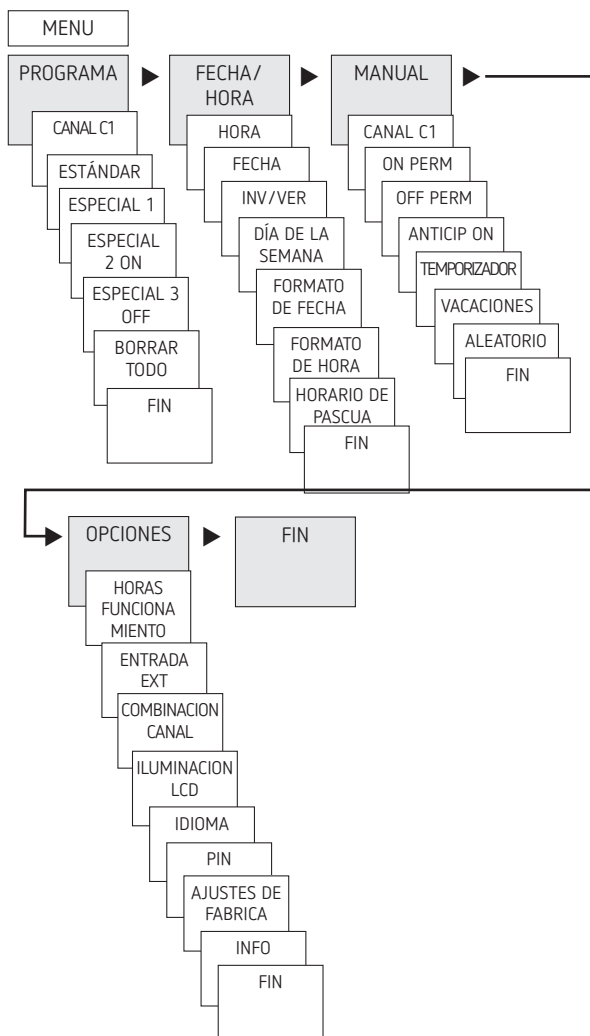 MENU
PROGRAMA
CANAL C1
ESTÁNDAR
ESPECIAL 1
ESPECIAL
2 ON
ESPECIAL 3
OFF
BORRAR
TODO
FIN
FECHA/
HORA
HORA
FECHA
INV/VER
DÍA DE LA
SEMANA
FORMATO
DE FECHA
FORMATO
DE HORA
HORARIO DE
PASCUA
FIN
MANUAL
CANAL C1
ON PERM
OFF PERM
ANTICIP ON
TEMPORIZADOR
VACACIONES
ALEATORIO
FIN
OPCIONES
HORAS
FUNCIONA
MIENTO
ENTRADA
EXT
COMBINACION
CANAL
ILUMINACION
LCD
IDIOMA
PIN
AJUSTES DE
FABRICA
INFO
FIN
FIN